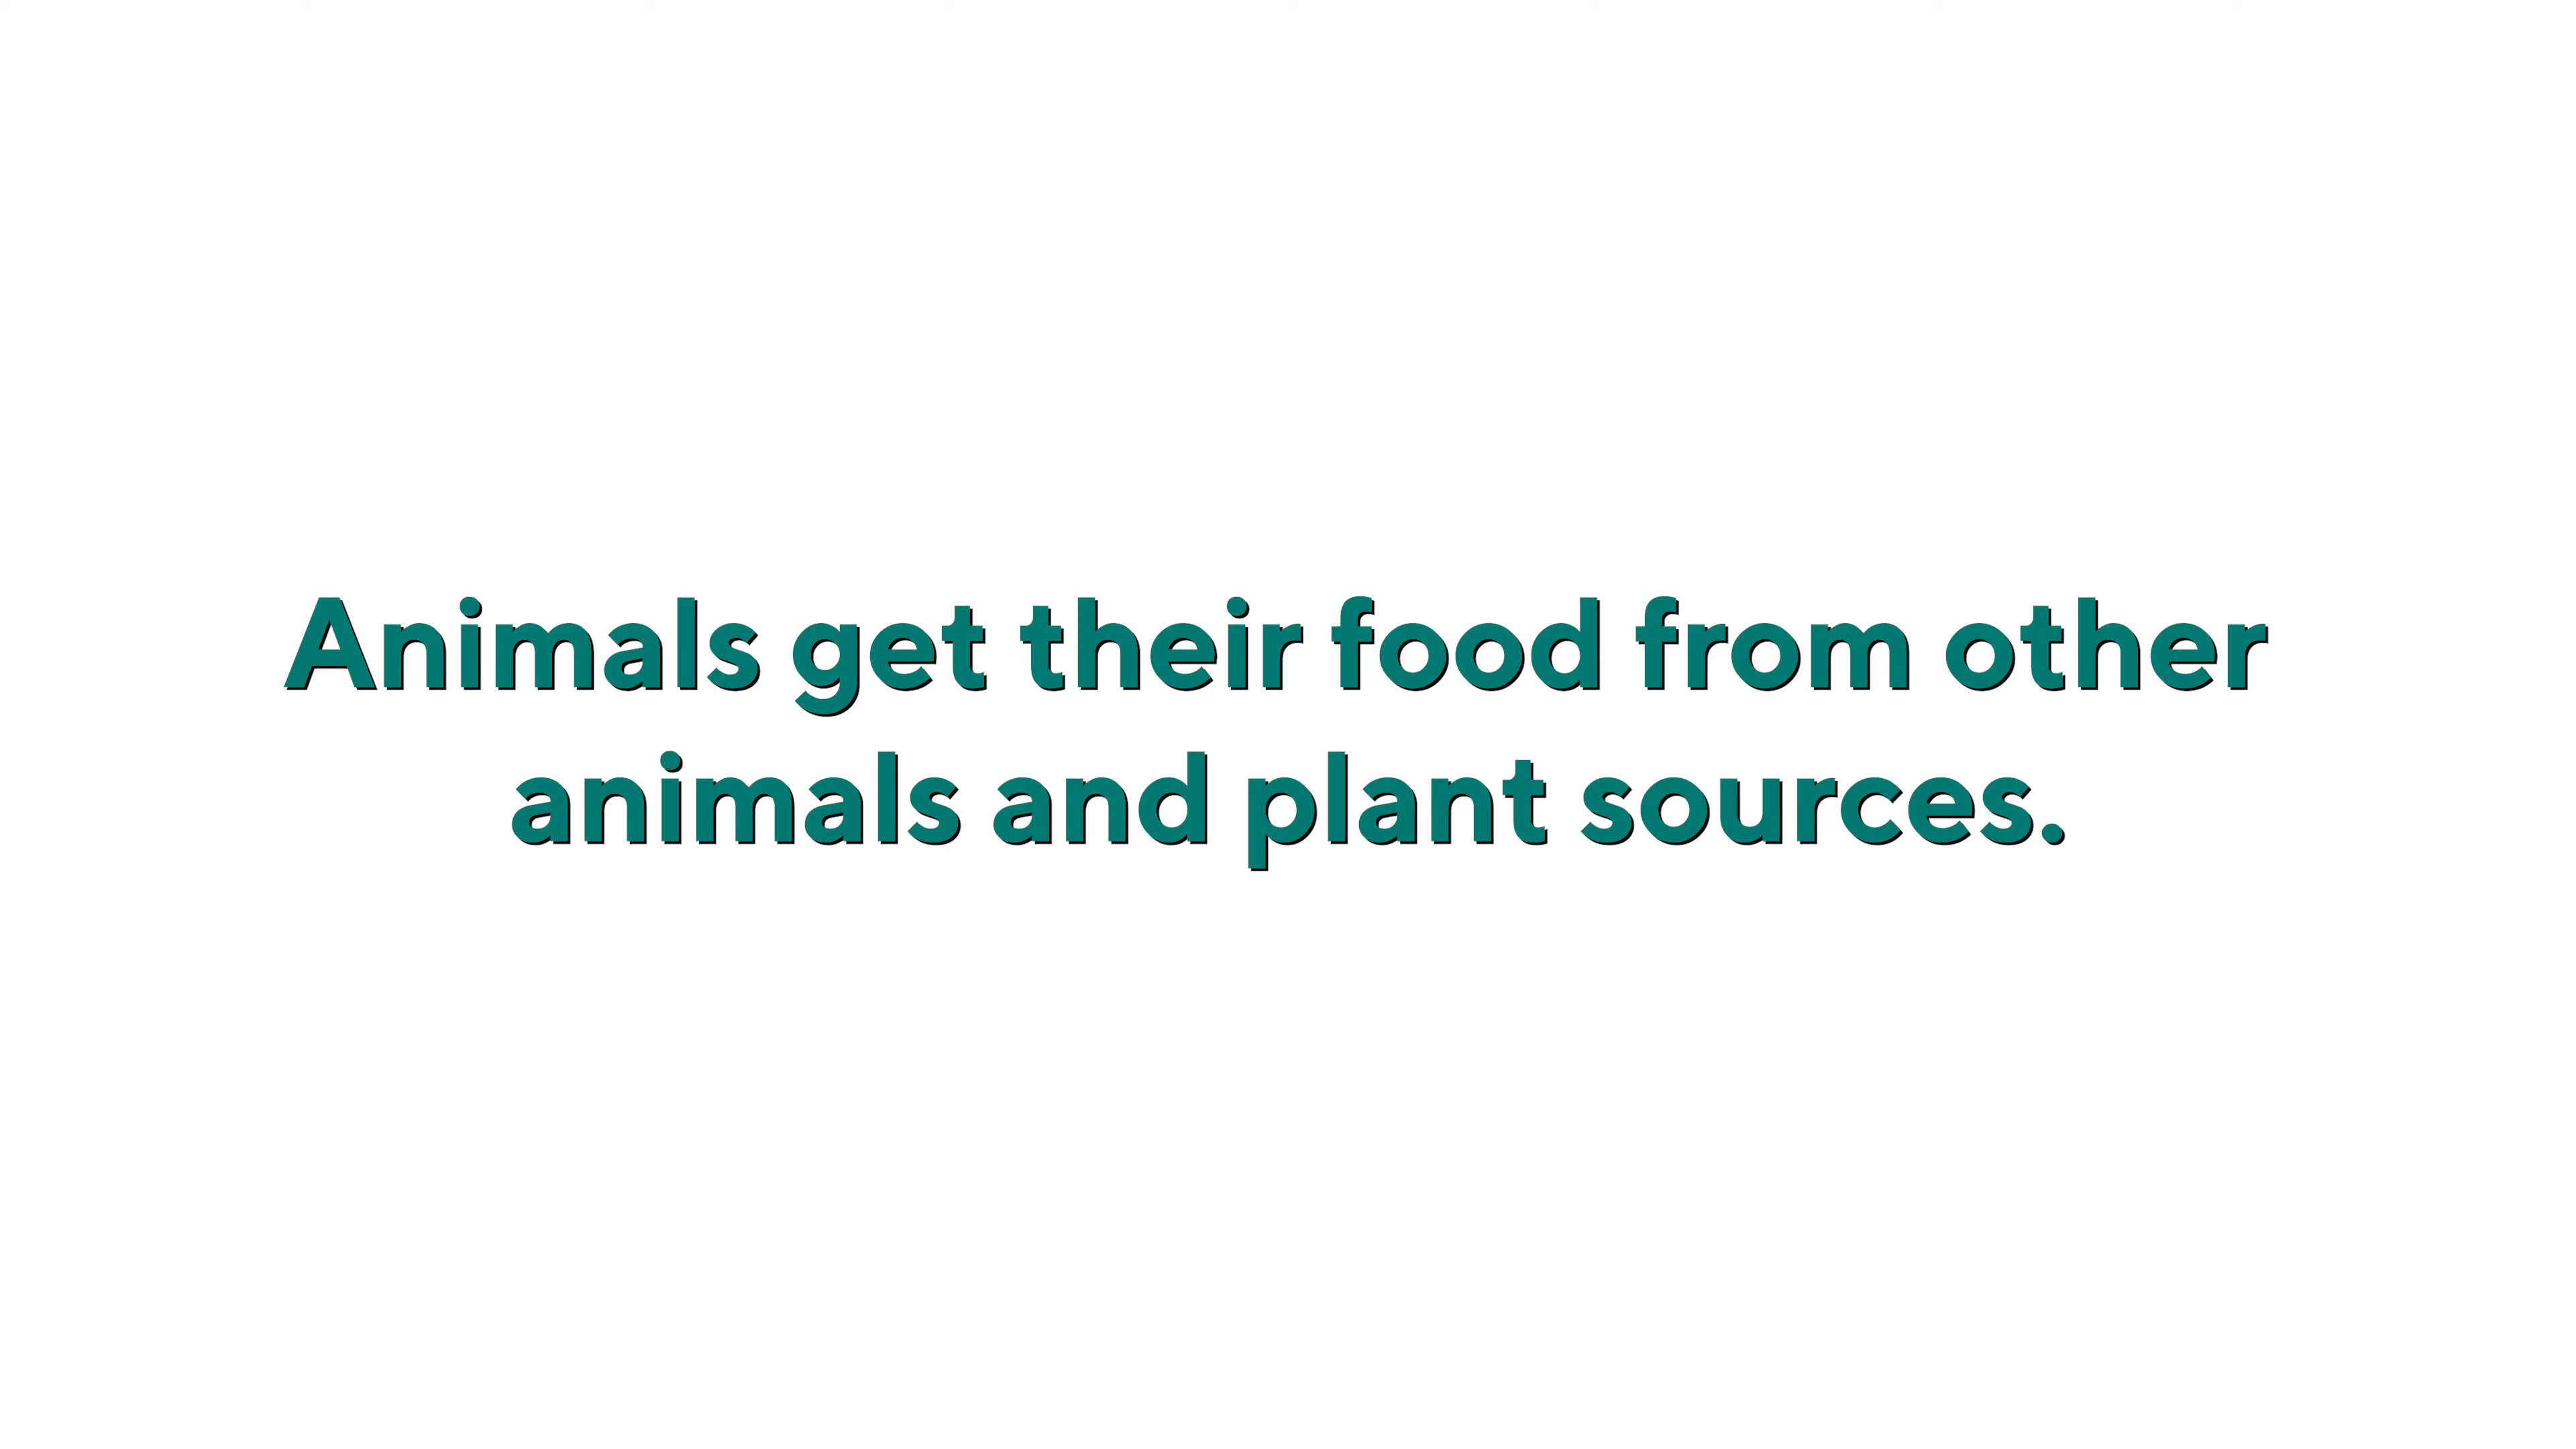 Animals get their food from other
animals and plant sources.